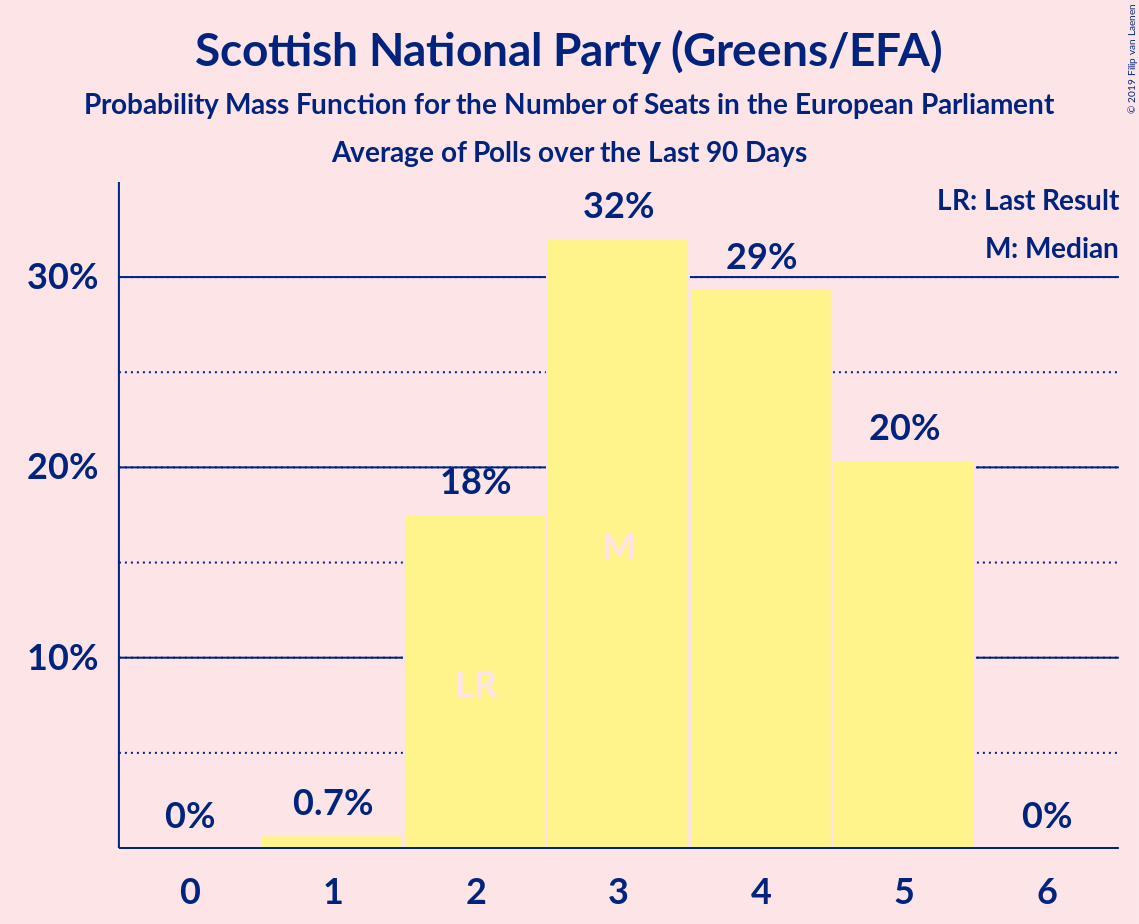 Scottish National Party (Greens/EFA)
Probability Mass Function for the Number of Seats in the European Parliament
Average of Polls over the Last 90 Days
© 2019 Filip van Laenen
LR: Last Result
M: Median
32%
29%
30%
20%
20%
18%
M
10%
LR
0%
0.7%
0%
0 1 2 3 4 5 6